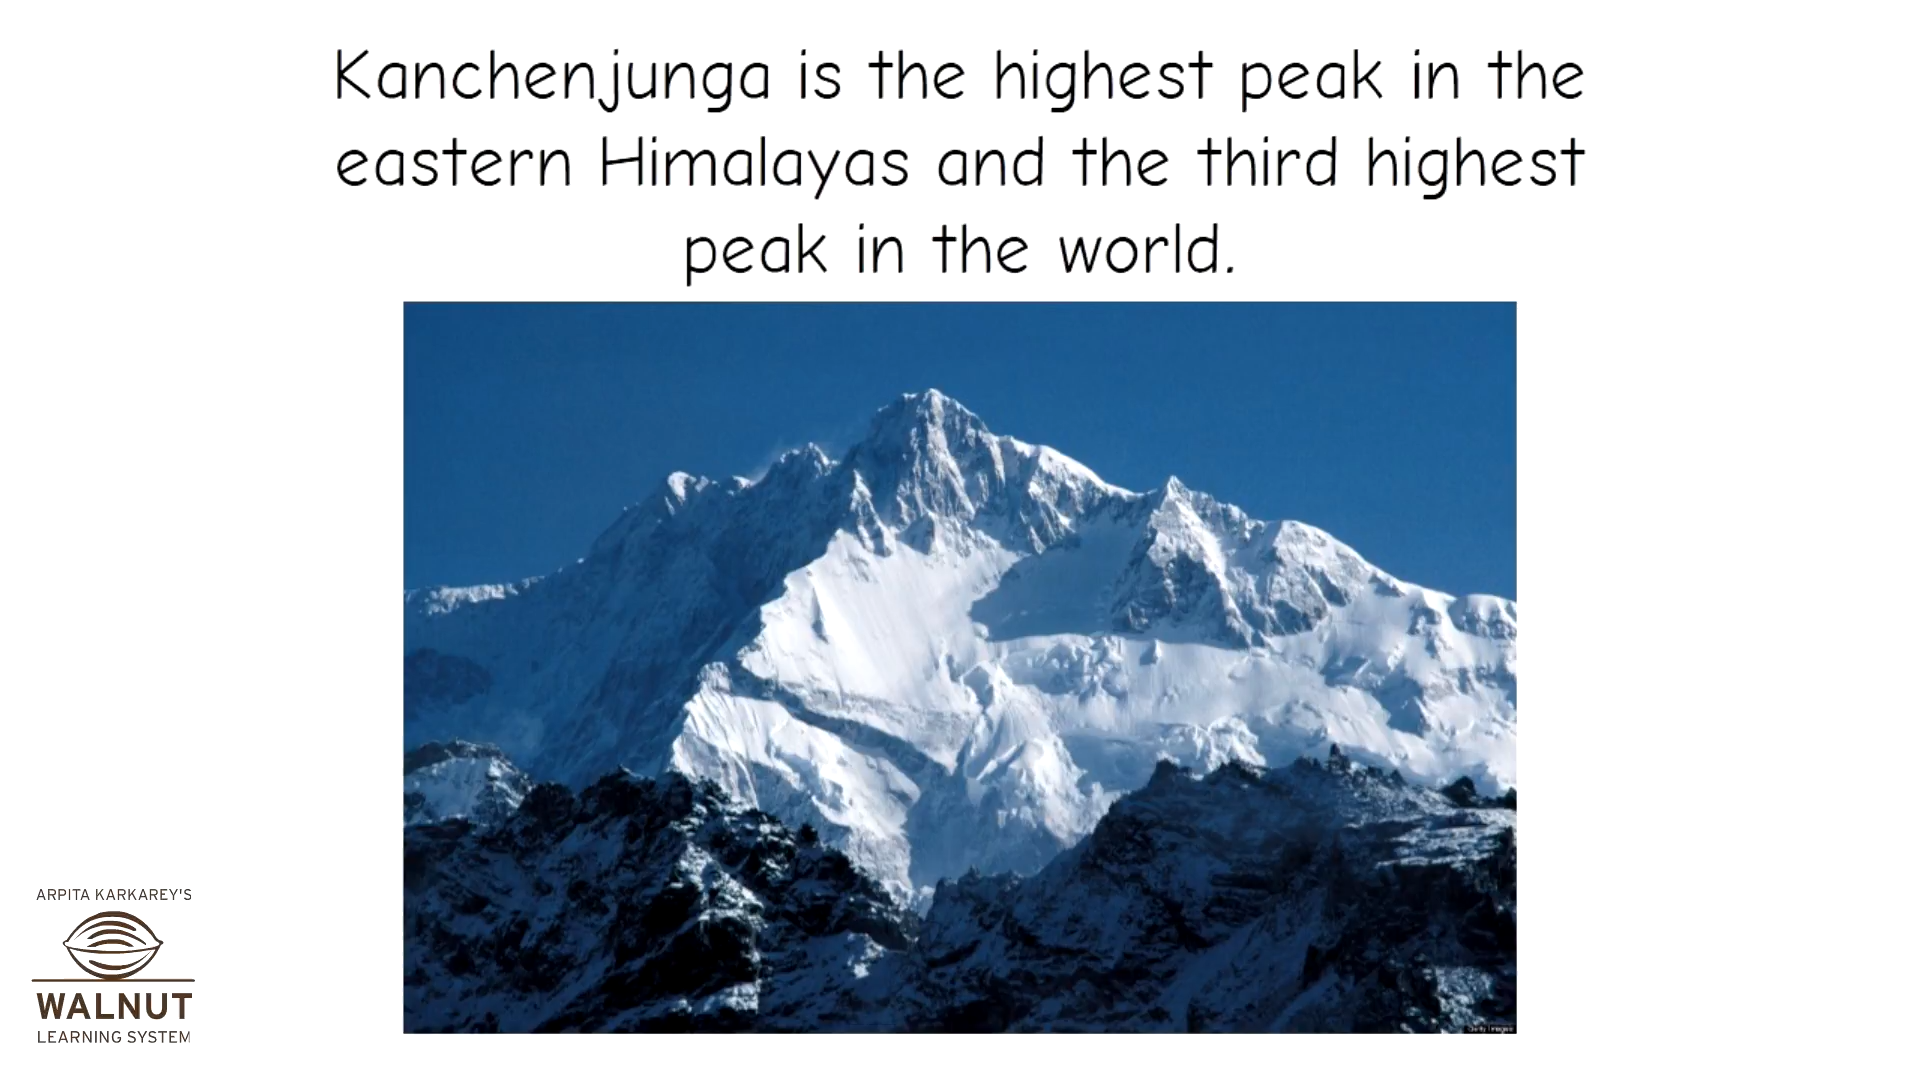 Kanchenjunga is the highest peak in the
eastern Himalayas and the third highest
peak in the world.
ARPITA KARKAREY'S
WALNUT
LEARNING SYSTEM